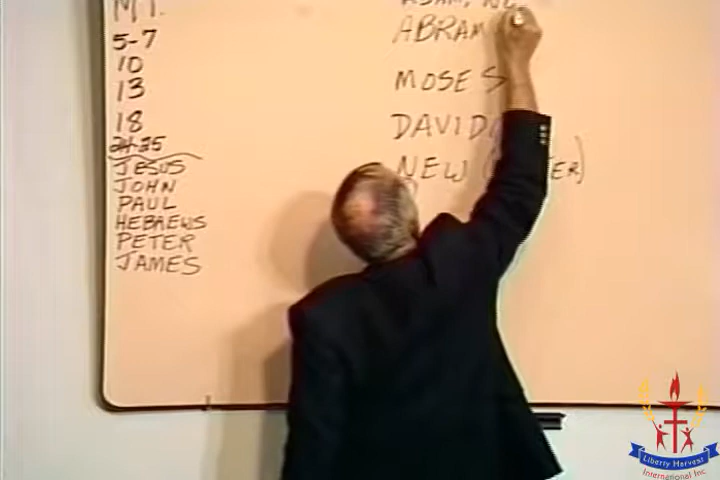 MT.
5-7
10
13
18
24-25
JESUS
JOHN
PAUL
HEBREWS
PETER
JAMES
ADAM,
ABRAM
MOSES
DAVID
NEW
Liberty Harvest
International Inc